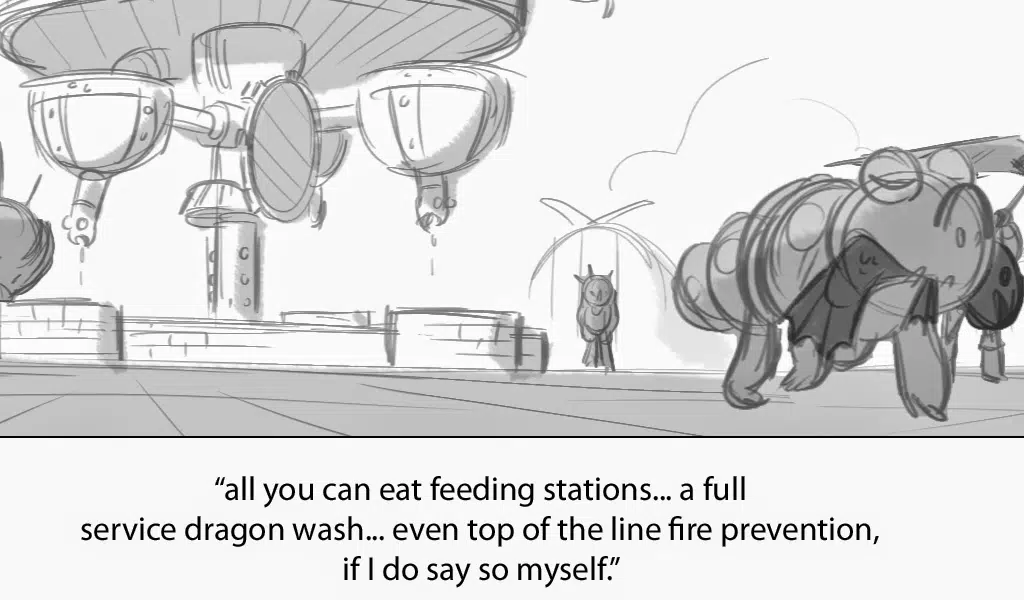 “all you can eat feeding stations... a full
service dragon wash... even top of the line fire prevention,
if I do say so myself.”